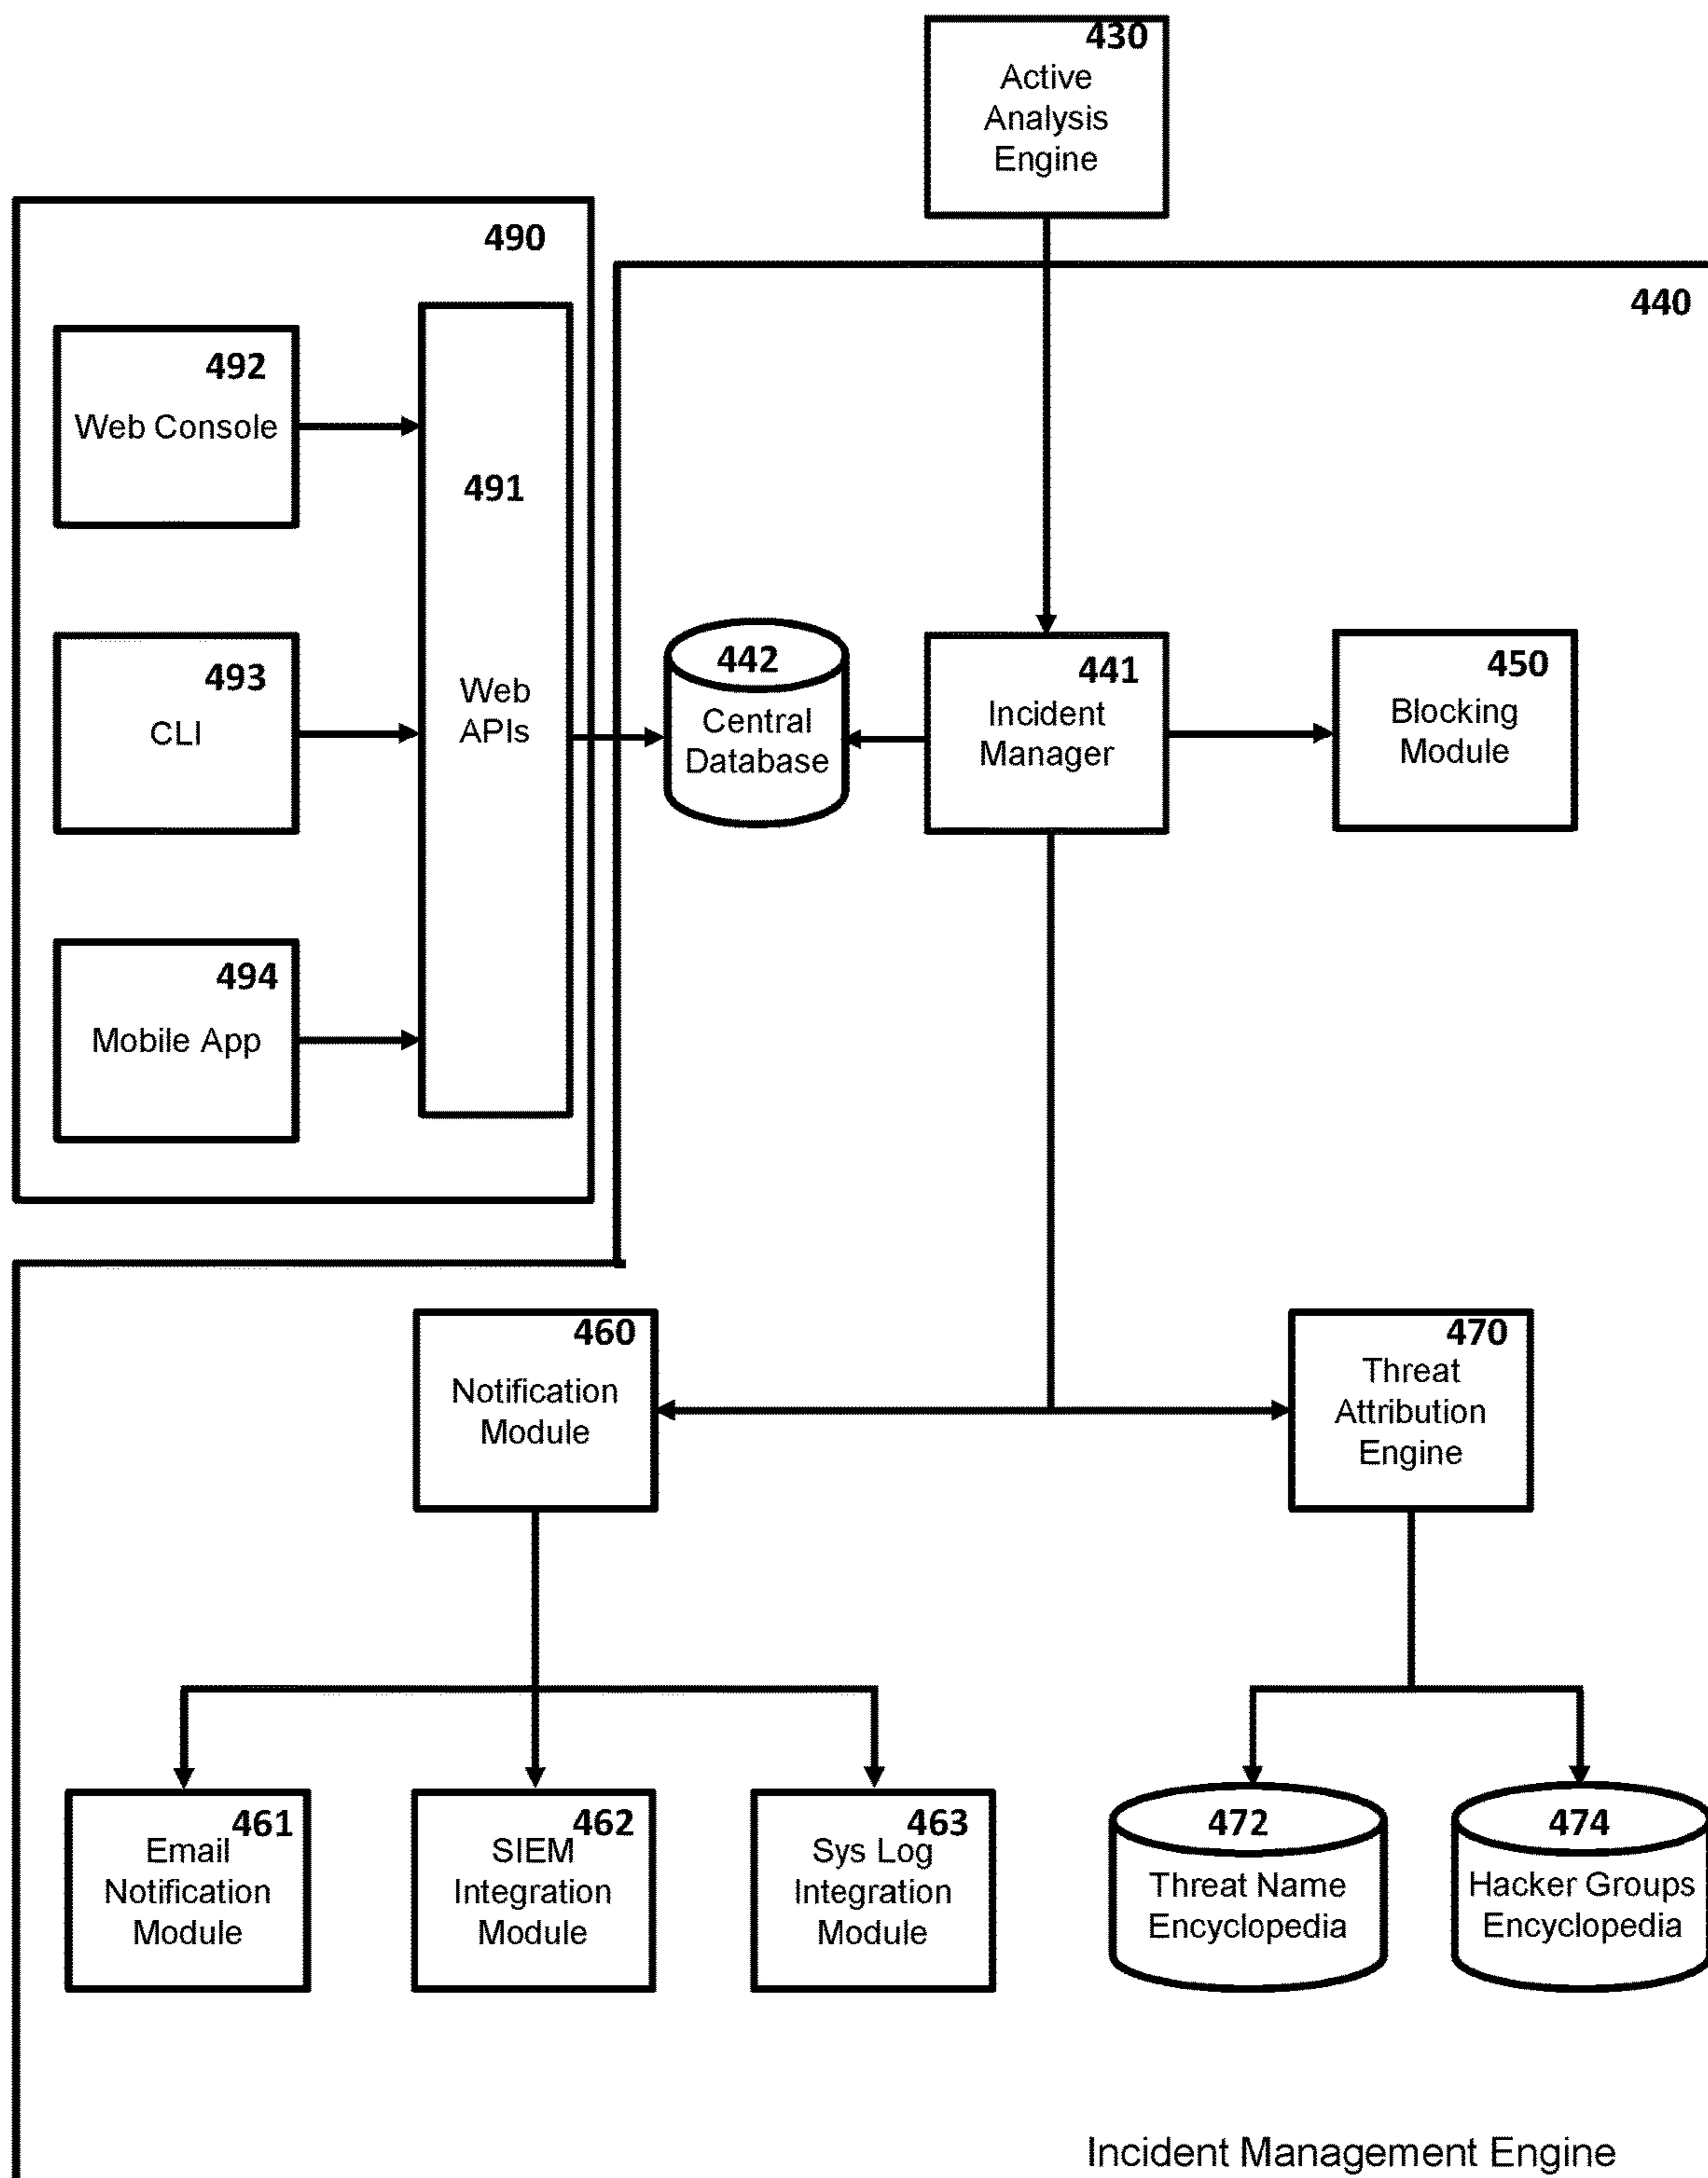 430
Active
Analysis
Engine
490
440
492
Web Console
491
Web
APIs
493
CLI
494
Mobile App
442
Central
Database
441
Incident
Manager
450
Blocking
Module
460
Notification
Module
470
Threat
Attribution
Engine
461
Email
Notification
Module
462
SIEM
Integration
Module
463
Sys Log
Integration
Module
472
Threat Name
Encyclopedia
474
Hacker Groups
Encyclopedia
Incident Management Engine